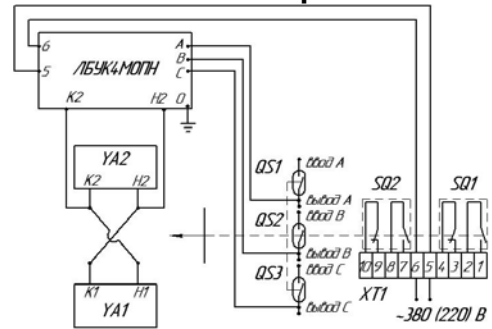 6
5
ЛБУК4МОПН
A
B
C
K2
H2
0
YA2
K2
H2
K1
H1
YA1
QS1
ввод A
вывод A
QS2
ввод B
вывод B
QS3
ввод C
вывод C
SQ2
SQ1
10 9 8 7 6 5 4 3 2 1
XT1
~380 (220) В